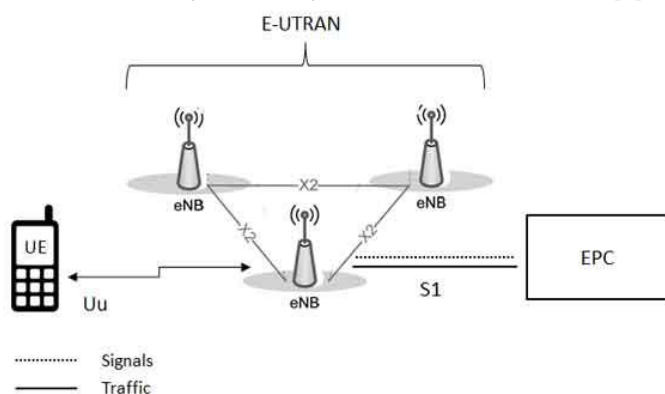 E-UTRAN
X2
eNB
eNB
X2
X2
UE
eNB
EPC
Uu
S1
Signals
Traffic